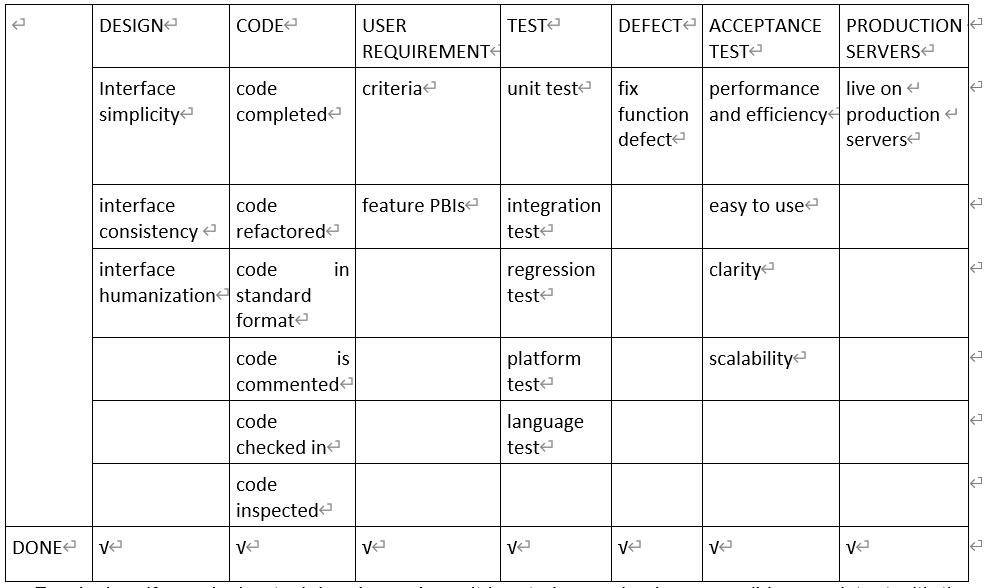 DESIGN CODE USER REQUIREMENT TEST DEFECT ACCEPTANCE TEST PRODUCTION SERVERS
Interface simplicity code completed criteria unit test fix function defect performance and efficiency live on production servers
interface consistency code refactored feature PBIs integration test easy to use
interface humanization code in standard format regression test clarity
code is commented platform test scalability
code checked in language test
code inspected
DONE √ √ √ √ √ √ √